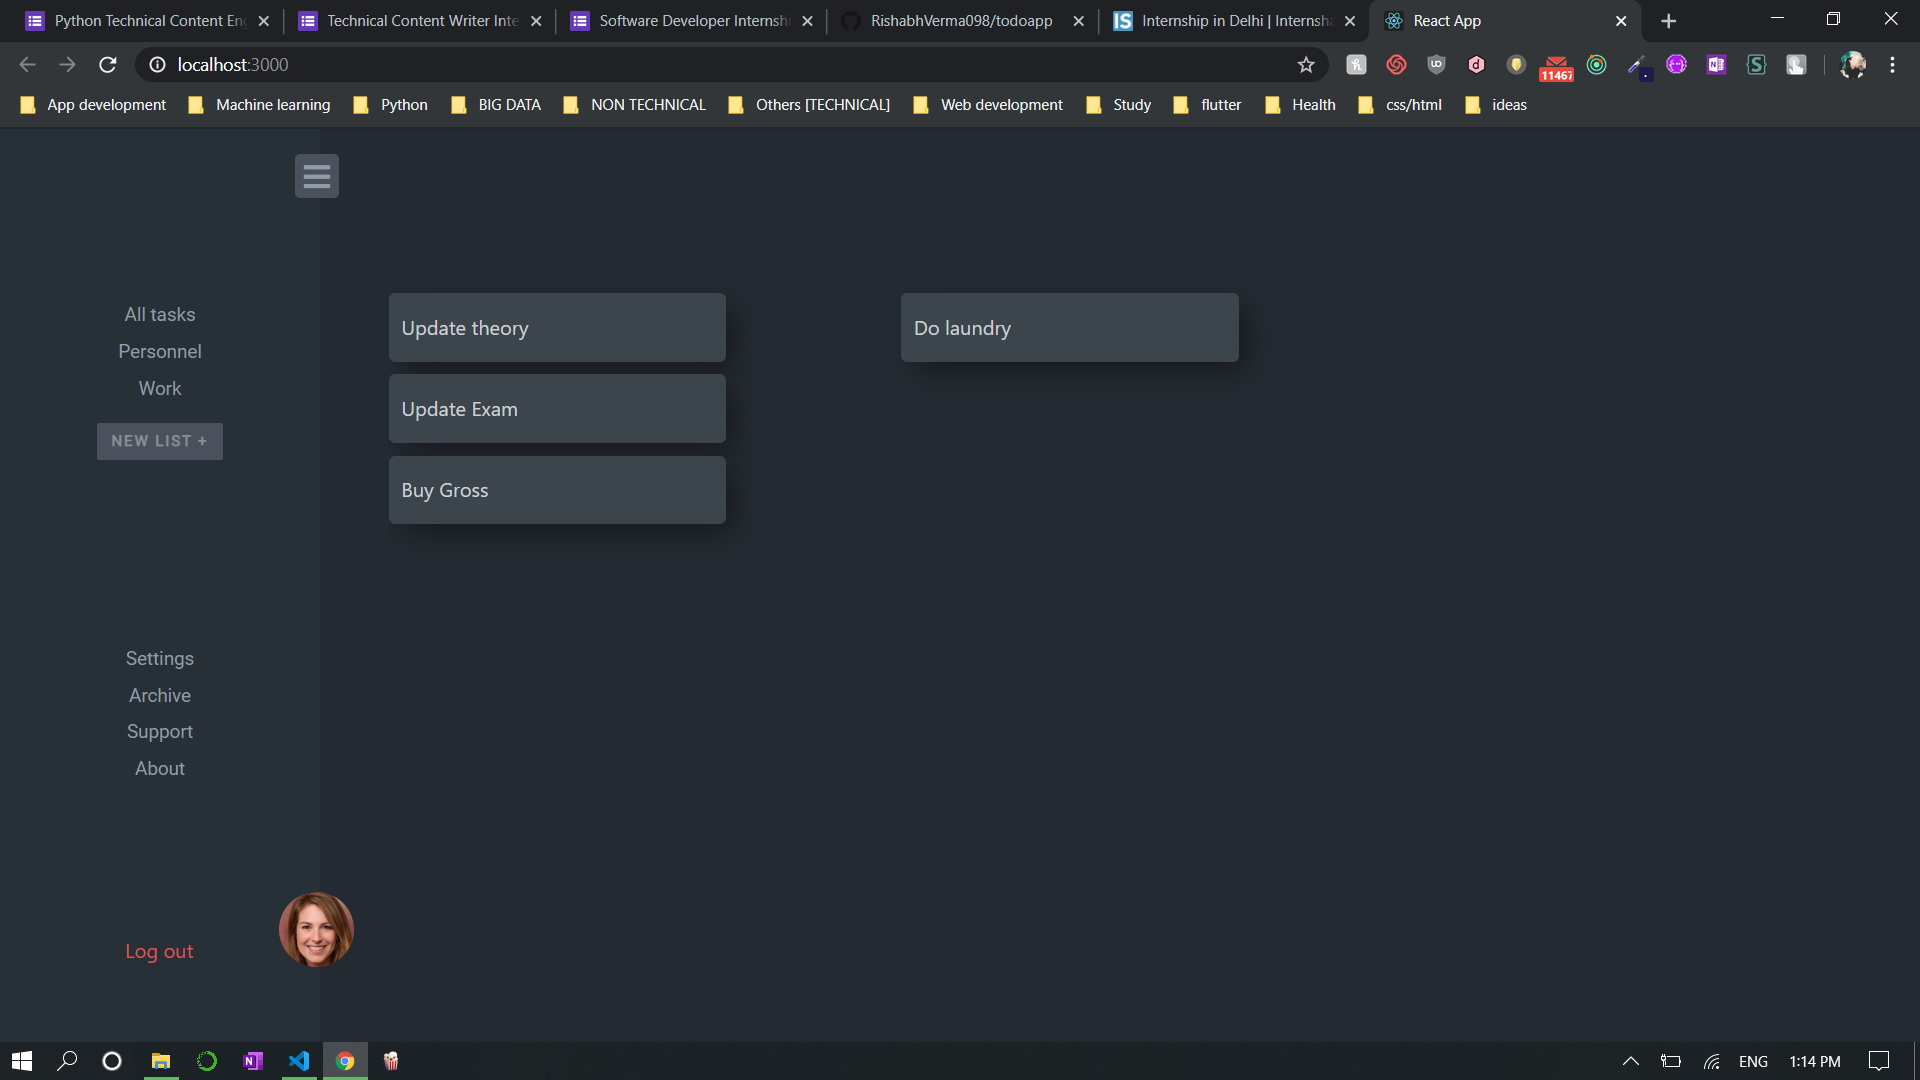 Python Technical Content En
Technical Content Writer Inte
Software Developer Internshi
RishabhVerma098/todoapp
IS
Internship in Delhi | Internsha
React App
localhost:3000
11467
App development
Machine learning
Python
BIG DATA
NON TECHNICAL
Others [TECHNICAL]
Web development
Study
flutter
Health
css/html
ideas
All tasks
Personnel
Work
NEW LIST +
Update theory
Update Exam
Buy Gross
Do laundry
Settings
Archive
Support
About
Log out
ENG
1:14 PM